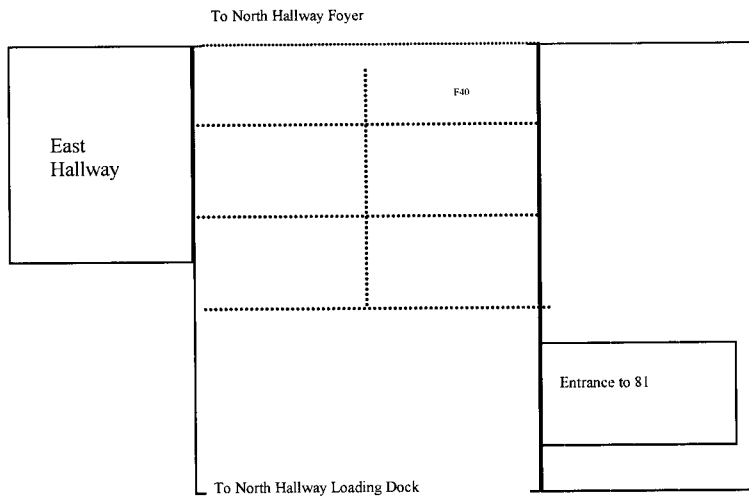 To North Hallway Foyer
F40
East
Hallway
Entrance to 81
To North Hallway Loading Dock